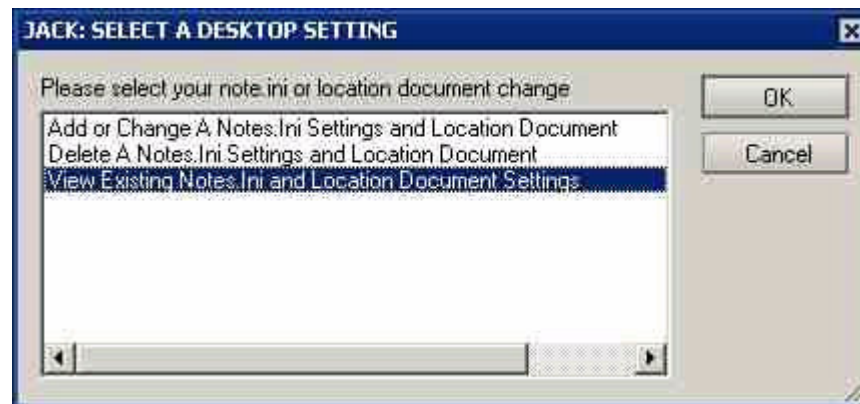 JACK: SELECT A DESKTOP SETTING
Please select your note.ini or location document change
OK
Add or Change A Notes.Ini Settings and Location Document
Delete A Notes.Ini Settings and Location Document
Cancel
View Existing Notes.Ini and Location Document Settings